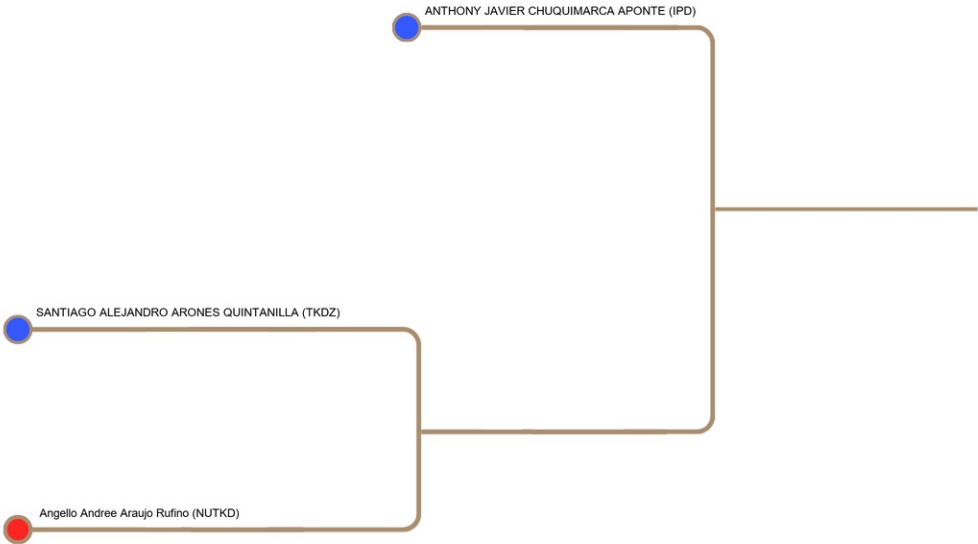 ANTHONY JAVIER CHUQUIMARCA APONTE (IPD)
SANTIAGO ALEJANDRO ARONES QUINTANILLA (TKDZ)
Angello Andree Araujo Rufino (NUTKD)